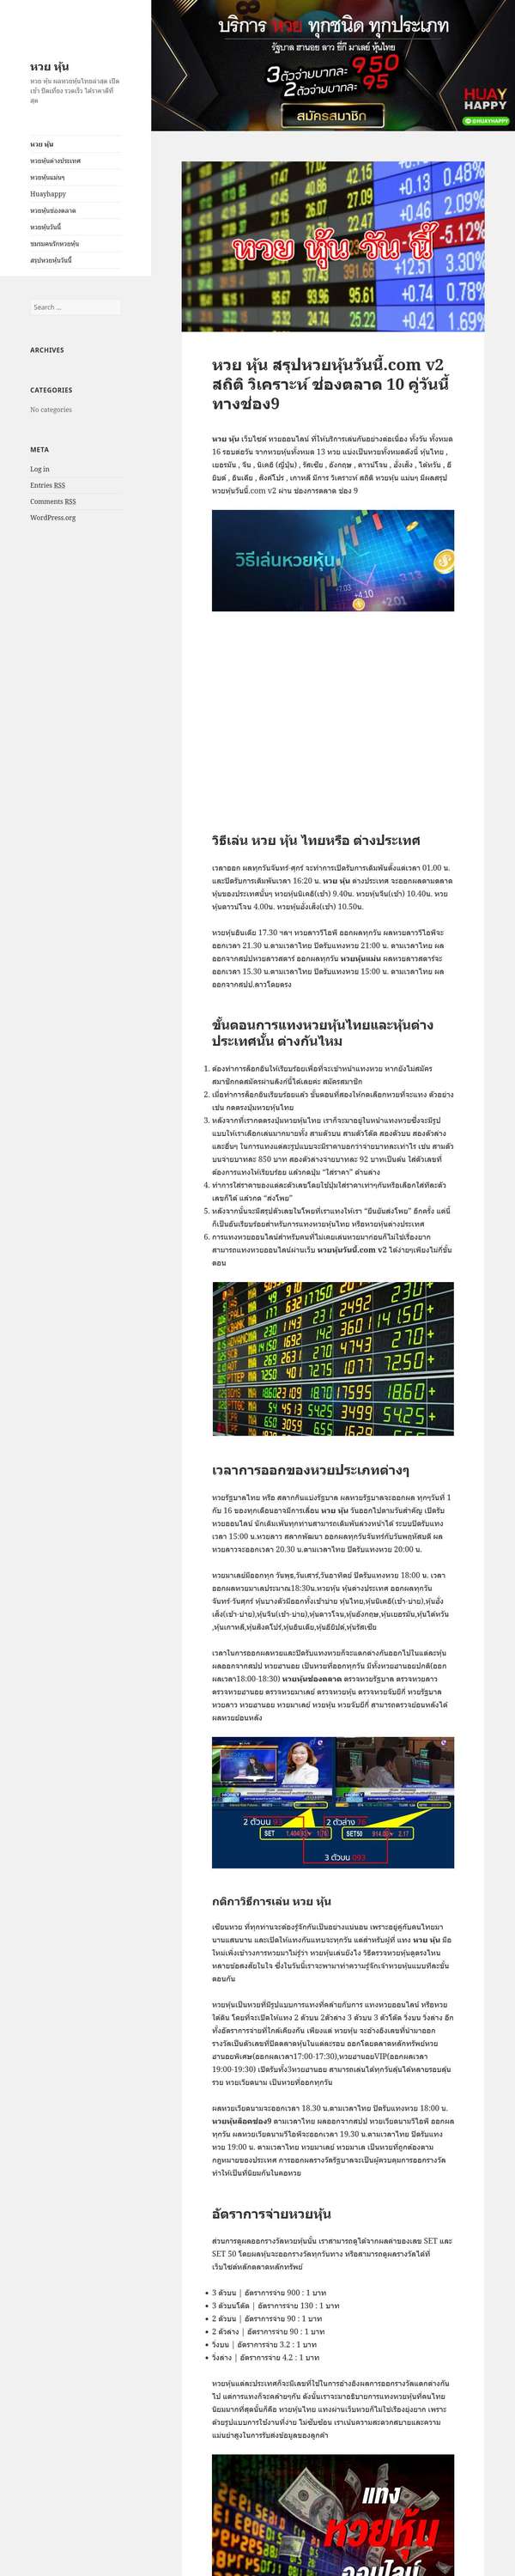 บริการ หวย ทุกชนิด ทุกประเภท
รัฐบาล ฮานอย ลาว ยี่กี มาเลย์ หุ้นไทย
3ตัวจ่ายบาทละ 950
2ตัวจ่ายบาทละ 95
สมัครสมาชิก
HUAY
HAPPY
@HUAYHAPPY
หวย หุ้น
หวย หุ้น ผลหวยหุ้นไทยล่าสุด เปิด
เช้า ปิดเที่ยง รวดเร็ว ได้ราคาดีที่
สุด
หวย หุ้น
หวยหุ้นต่างประเทศ
หวยหุ้นแม่นๆ
Huayhappy
หวยหุ้นช่องตลาด
หวยหุ้นวันนี้
ชมรมคนรักหวยหุ้น
สรุปหวยหุ้นวันนี้
Search ...
ARCHIVES
CATEGORIES
No categories
META
Log in
Entries RSS
Comments RSS
WordPress.org
หวย หุ้น วัน นี้
หวย หุ้น สรุปหวยหุ้นวันนี้.com v2
สถิติ วิเคราะห์ ช่องตลาด 10 คู่วันนี้
ทางช่อง9
หวย หุ้น เว็บไซต์ หวยออนไลน์ ที่ให้บริการเล่นกันอย่างต่อเนื่อง ทั้งวัน ทั้งหมด
16 รอบต่อวัน จากหวยหุ้นทั้งหมด 13 หวย แบ่งเป็นหวยทั้งหมดดังนี้ หุ้นไทย ,
เยอรมัน , จีน , นิเคอิ (ญี่ปุ่น) , รัสเซีย , อังกฤษ , ดาวน์โจน , ฮั่งเส็ง , ไต้หวัน , อี
ยิปต์ , อินเดีย , สิงคโปร์ , เกาหลี มีการ วิเคราะห์ สถิติ หวยหุ้น แม่นๆ มีผลสรุป
หวยหุ้นวันนี้.com v2 ผ่าน ช่องการตลาด ช่อง 9
วิธีเล่นหวยหุ้น
วิธีเล่น หวย หุ้น ไทยหรือ ต่างประเทศ
เวลาออก ผลทุกวันจันทร์-ศุกร์ จะทำการเปิดรับการเดิมพันตั้งแต่เวลา 01.00 น.
และปิดรับการเดิมพันเวลา 16:20 น. หวย หุ้น ต่างประเทศ จะออกผลตามตลาด
หุ้นของประเทศนั้นๆ หวยหุ้นนิเคอิ(เช้า) 9.40น. หวยหุ้นจีน(เช้า) 10.40น. หวย
หุ้นดาวน์โจน 4.00น. หวยหุ้นฮั่งเส็ง(เช้า) 10.50น.
หวยหุ้นอินเดีย 17.30 ฯลฯ หวยลาววีไอพี ออกผลทุกวัน ผลหวยลาววีไอพีจะ
ออกเวลา 21.30 น.ตามเวลาไทย ปิดรับแทงหวย 21:00 น. ตามเวลาไทย ผล
ออกจากสปปหวยลาวสตาร์ ออกผลทุกวัน หวยหุ้นแม่น ผลหวยลาวสตาร์จะ
ออกเวลา 15.30 น.ตามเวลาไทย ปิดรับแทงหวย 15:00 น. ตามเวลาไทย ผล
ออกจากสปป.ลาวโดยตรง
ขั้นตอนการแทงหวยหุ้นไทยและหุ้นต่าง
ประเทศนั้น ต่างกันไหม
1. ต้องทำการล็อกอินให้เรียบร้อยเพื่อที่จะเข้าหน้าแทงหวย หากยังไม่สมัคร
สมาชิกกดสมัครผ่านลิงก์นี้ได้เลยค่ะ สมัครสมาชิก
2. เมื่อทำการล็อกอินเรียบร้อยแล้ว ขั้นตอนที่สองให้กดเลือกหวยที่จะแทง ตัวอย่าง
เช่น กดตรงปุ่มหวยหุ้นไทย
3. หลังจากที่เรากดตรงปุ่มหวยหุ้นไทย เราก็จะมาอยู่ในหน้าแทงหวยซึ่งจะมีรูป
แบบให้เราเลือกเล่นมากมายทั้ง สามตัวบน สามตัวโต๊ด สองตัวบน สองตัวล่าง
และอื่นๆ ในการแทงแต่ละรูปแบบจะมีราคาบอกว่าจ่ายบาทละเท่าไร เช่น สามตัว
บนจ่ายบาทละ 850 บาท สองตัวล่างจ่ายบาทละ 92 บาทเป็นต้น ใส่ตัวเลขที่
ต้องการแทงให้เรียบร้อย แล้วกดปุ่ม “ใส่ราคา” ด้านล่าง
4. ทำการใส่ราคาของแต่ละตัวเลขโดยใช้ปุ่มใส่ราคาเท่าๆกันหรือเลือกใส่ทีละตัว
เลขก็ได้ แล้วกด “ส่งโพย”
5. หลังจากนั้นจะมีสรุปตัวเลขในโพยที่เราแทงให้เรา “ยืนยันส่งโพย” อีกครั้ง แค่นี้
ก็เป็นอันเรียบร้อยสำหรับการแทงหวยหุ้นไทย หรือหวยหุ้นต่างประเทศ
6. การแทงหวยออนไลน์สำหรับคนที่ไม่เคยเล่นหวยมาก่อนก็ไม่ใช่เรื่องยาก
สามารถแทงหวยออนไลน์ผ่านเว็บ หวยหุ้นวันนี้.com v2 ได้ง่ายๆเพียงไม่กี่ขั้น
ตอน
เวลาการออกของหวยประเภทต่างๆ
หวยรัฐบาลไทย หรือ สลากกินแบ่งรัฐบาล ผลหวยรัฐบาลจะออกผล ทุกๆวันที่ 1
กับ 16 ของทุกเดือนอาจมีการเลื่อน หวย หุ้น วันออกไปตามวันสำคัญ เปิดรับ
หวยออนไลน์ นักเดิมเพันทุกท่านสามารถเดิมพันล่วงหน้าได้ ระบบปิดรับแทง
เวลา 15:00 น.หวยลาว สลากพัฒนา ออกผลทุกวันจันทร์กับวันพฤหัสบดี ผล
หวยลาวจะออกเวลา 20.30 น.ตามเวลาไทย ปิดรับแทงหวย 20:00 น.
หวยมาเลย์มีออกทุก วันพุธ,วันเสาร์,วันอาทิตย์ ปิดรับแทงหวย 18:00 น. เวลา
ออกผลหวยมาเลประมาณ18:30น.หวยหุ้น หุ้นต่างประเทศ ออกผลทุกวัน
จันทร์-วันศุกร์ หุ้นบางตัวมีออกทั้งเช้าบ่าย หุ้นไทย,หุ้นนิเคอิ(เช้า-บ่าย),หุ้นฮั่ง
เส็ง(เช้า-บ่าย),หุ้นจีน(เช้า-บ่าย),หุ้นดาวโจน,หุ้นอังกฤษ,หุ้นเยอรมัน,หุ้นไต้หวัน
,หุ้นเกาหลี,หุ้นสิงคโปร์,หุ้นอินเดีย,หุ้นอียิปต์,หุ้นรัสเซีย
เวลาในการออกผลหวยและปิดรับแทงหวยก็จะแตกต่างกันออกไปในแต่ละหุ้น
ผลออกจากสปป หวยฮานอย เป็นหวยที่ออกทุกวัน มีทั้งหวยฮานอยปกติ(ออก
ผลเวลา18:00-18:30) หวยหุ้นช่องตลาด ตรวจหวยรัฐบาล ตรวจหวยลาว
ตรวจหวยฮานอย ตรวจหวยมาเลย์ ตรวจหวยหุ้น ตรวจหวยจับยี่กี่ หวยรัฐบาล
หวยลาว หวยฮานอย หวยมาเลย์ หวยหุ้น หวยจับยี่กี่ สามารถตรวจย้อนหลังได้
ผลหวยย้อนหลัง
2 ตัวบน 93
2 ตัวล่าง 76
SET
SET50
3 ตัวบน 093
กติกาวิธีการเล่น หวย หุ้น
เซียนหวย ที่ทุกท่านจะต้องรู้จักกันเป็นอย่างแน่นอน เพราะอยู่คู่กับคนไทยมา
นานแสนนาน และเปิดให้แทงกันแทบจะทุกวัน แต่สำหรับผู้ที่ แทง หวย หุ้น มือ
ใหม่เพิ่งเข้าวงการหวยมาไม่รู้ว่า หวยหุ้นเล่นยังไง วิธีตรวจหวยหุ้นดูตรงไหน
หลายข้อสงสัยในใจ ซึ่งในวันนี้เราจะพามาทำความรู้จักเจ้าหวยหุ้นแบบทีละขั้น
ตอนกัน
หวยหุ้นเป็นหวยที่มีรูปแบบการแทงที่คล้ายกับการ แทงหวยออนไลน์ หรือหวย
ใต้ดิน โดยที่จะเปิดให้แทง 2 ตัวบน 2ตัวล่าง 3 ตัวบน 3 ตัวโต๊ด วิ่งบน วิ่งล่าง อีก
ทั้งอัตราการจ่ายที่ใกล้เคียงกัน เพียงแต่ หวยหุ้น จะอ้างอิงเลขที่นำมาออก
รางวัลเป็นตัวเลขที่ปิดตลาดหุ้นในแต่ละรอบ ออกโดยตลาดหลักทรัพย์หวย
ฮานอยพิเศษ(ออกผลเวลา17:00-17:30),หวยฮานอยVIP(ออกผลเวลา
19:00-19:30) เปิดรับทั้ง3หวยฮานอย สามารถเล่นได้ทุกวันลุ้นได้หลายรอบลุ้น
รวย หวยเวียดนาม เป็นหวยที่ออกทุกวัน
ผลหวยเวียดนามจะออกเวลา 18.30 น.ตามเวลาไทย ปิดรับแทงหวย 18:00 น.
หวยหุ้นล็อคช่อง9 ตามเวลาไทย ผลออกจากสปป หวยเวียดนามวีไอพี ออกผล
ทุกวัน ผลหวยเวียดนามวีไอพีจะออกเวลา 19.30 น.ตามเวลาไทย ปิดรับแทง
หวย 19:00 น. ตามเวลาไทย หวยมาเลย์ หวยมาเล เป็นหวยที่ถูกต้องตาม
กฎหมายของประเทศ การออกผลรางวัลรัฐบาลจะเป็นผู้ควบคุมการออกรางวัล
ทำให้เป็นที่นิยมกันในคอหวย
อัตราการจ่ายหวยหุ้น
ส่วนการดูผลออกรางวัลหวยหุ้นนั้น เราสามารถดูได้จากผลค่าของเลข SET และ
SET 50 โดยผลหุ้นจะออกรางวัลทุกวันทาง หรือสามารถดูผลรางวัลได้ที่
เว็บไซต์หลักตลาดหลักทรัพย์
• 3 ตัวบน | อัตราการจ่าย 900 : 1 บาท
• 3 ตัวบนโต๊ด | อัตราการจ่าย 130 : 1 บาท
• 2 ตัวบน | อัตราการจ่าย 90 : 1 บาท
• 2 ตัวล่าง | อัตราการจ่าย 90 : 1 บาท
• วิ่งบน | อัตราการจ่าย 3.2 : 1 บาท
• วิ่งล่าง | อัตราการจ่าย 4.2 : 1 บาท
หวยหุ้นแต่ละประเทศก็จะมีเลขที่ใช้ในการอ้างอิงผลการออกรางวัลแตกต่างกัน
ไป แต่การแทงก็จะคล้ายๆกัน ดังนั้นเราจะมาอธิบายการแทงหวยหุ้นที่คนไทย
นิยมมากที่สุดนั้นก็คือ หวยหุ้นไทย แทงผ่านเว็บหวยก็ไม่ใช่เรื่องยุ่งยาก เพราะ
ด้วยรูปแบบการใช้งานที่ง่าย ไม่ซับซ้อน เราเน้นความสะดวกสบายและความ
แม่นยำสูงในการรับส่งข้อมูลของลูกค้า
แทง
หวยหุ้น
ออนไลน์